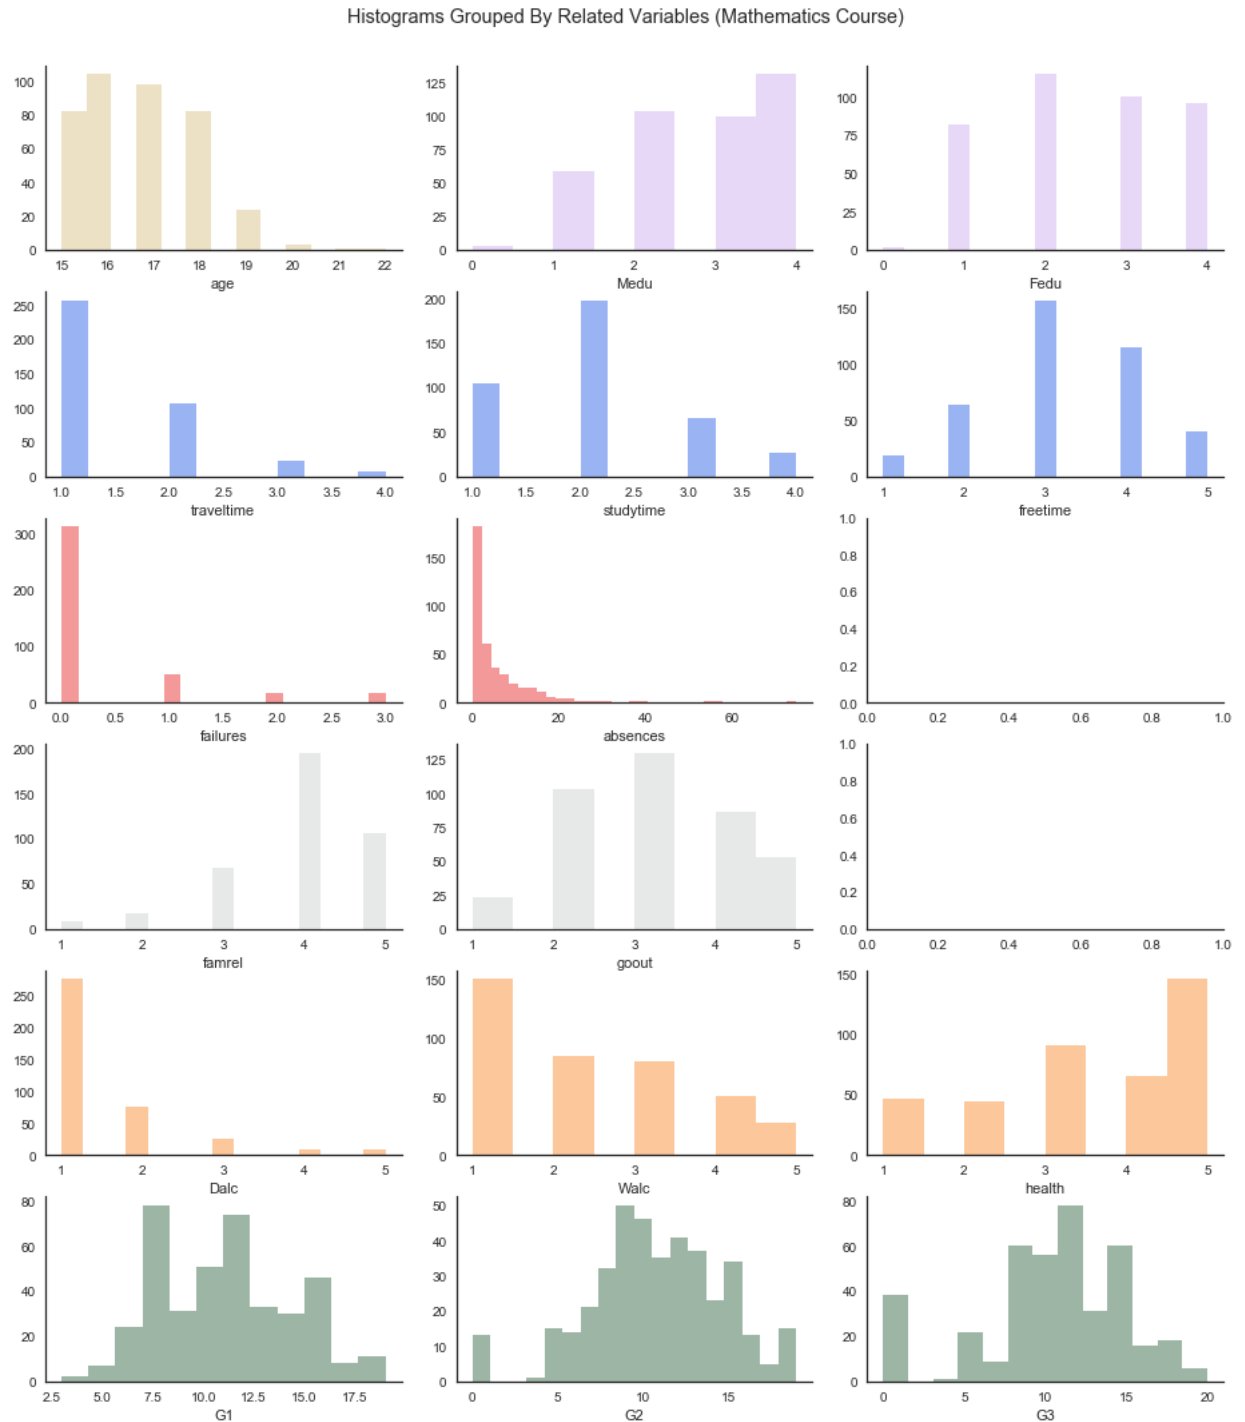 Histograms Grouped By Related Variables (Mathematics Course)
100
80
60
40
20
0
15 16 17 18 19 20 21 22
age
125
100
75
50
25
0
0 1 2 3 4
Medu
100
75
50
25
0
0 1 2 3 4
Fedu
250
200
150
100
50
0
1.0 1.5 2.0 2.5 3.0 3.5 4.0
traveltime
200
150
100
50
0
1.0 1.5 2.0 2.5 3.0 3.5 4.0
studytime
150
100
50
0
1 2 3 4 5
freetime
300
200
100
0
0.0 0.5 1.0 1.5 2.0 2.5 3.0
failures
150
100
50
0
0 20 40 60
absences
1.0
0.8
0.6
0.4
0.2
0.0
0.0 0.2 0.4 0.6 0.8 1.0
200
150
100
50
0
1 2 3 4 5
famrel
125
100
75
50
25
0
1 2 3 4 5
goout
1.0
0.8
0.6
0.4
0.2
0.0
0.0 0.2 0.4 0.6 0.8 1.0
250
200
150
100
50
0
1 2 3 4 5
Dalc
150
100
50
0
1 2 3 4 5
Walc
150
100
50
0
1 2 3 4 5
health
80
60
40
20
0
2.5 5.0 7.5 10.0 12.5 15.0 17.5
G1
50
40
30
20
10
0
0 5 10 15
G2
80
60
40
20
0
0 5 10 15 20
G3